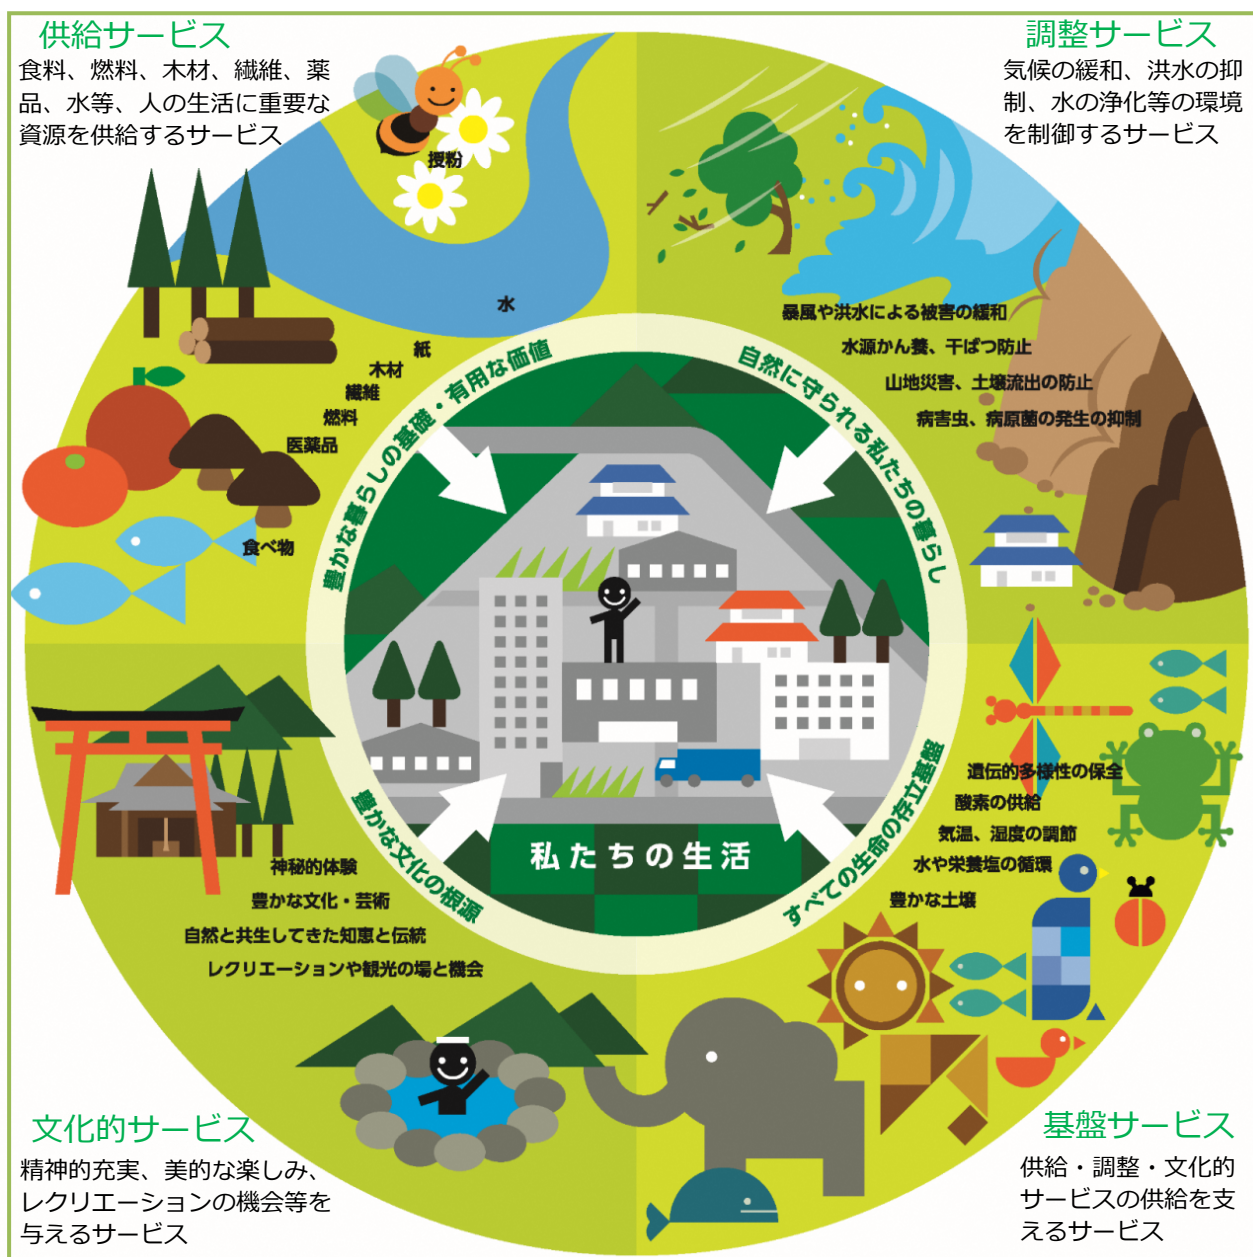 供給サービス
食料、燃料、木材、繊維、薬
品、水等、人の生活に重要な
資源を供給するサービス
調整サービス
気候の緩和、洪水の抑
制、水の浄化等の環境
を制御するサービス
授粉
水
紙
木材
繊維
燃料
医薬品
食べ物
暴風や洪水による被害の緩和
水源かん養、干ばつ防止
山地災害、土壌流出の防止
病害虫、病原菌の発生の抑制
豊かな暮らしの基礎・有用な価値
自然に守られる私たちの暮らし
豊かな文化の根源
すべての生命の存立基盤
私たちの生活
神秘的体験
豊かな文化・芸術
自然と共生してきた知恵と伝統
レクリエーションや観光の場と機会
遺伝的多様性の保全
酸素の供給
気温、湿度の調節
水や栄養塩の循環
豊かな土壌
文化的サービス
精神的充実、美的な楽しみ、
レクリエーションの機会等を
与えるサービス
基盤サービス
供給・調整・文化的
サービスの供給を支
えるサービス